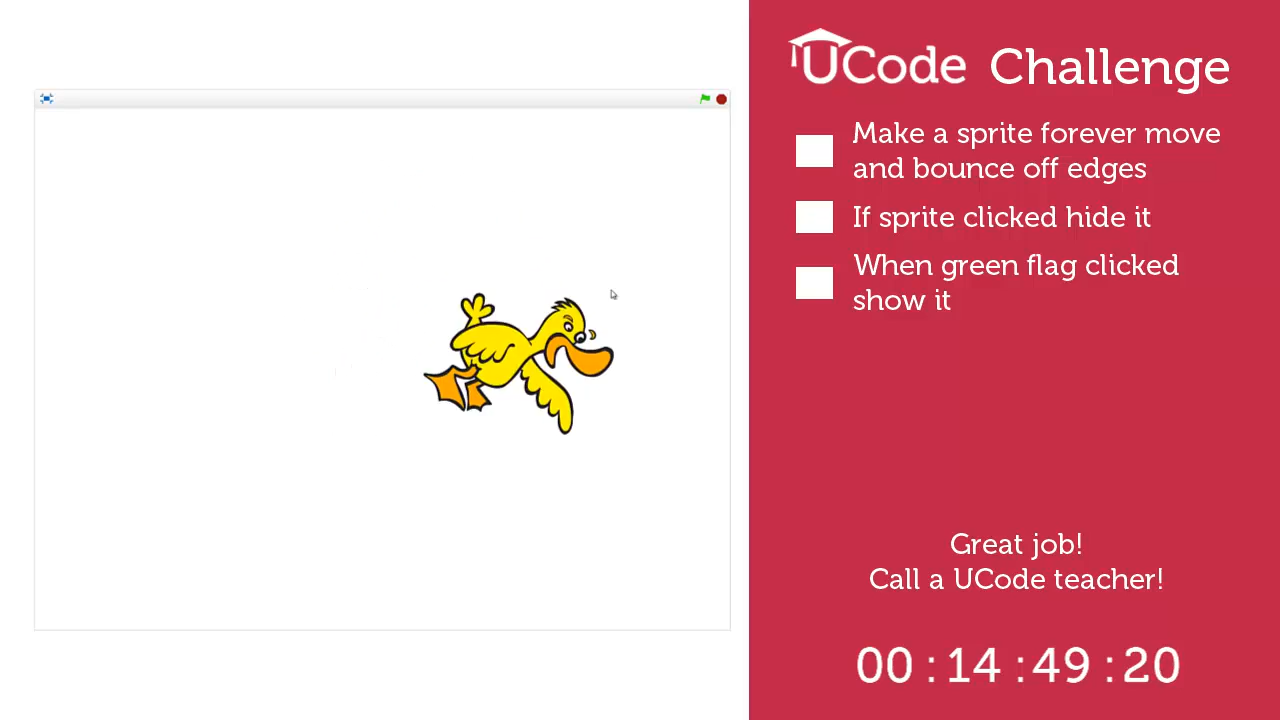 UCode Challenge
Make a sprite forever move
and bounce off edges
If sprite clicked hide it
When green flag clicked
show it
Great job!
Call a UCode teacher!
00:14:49:20